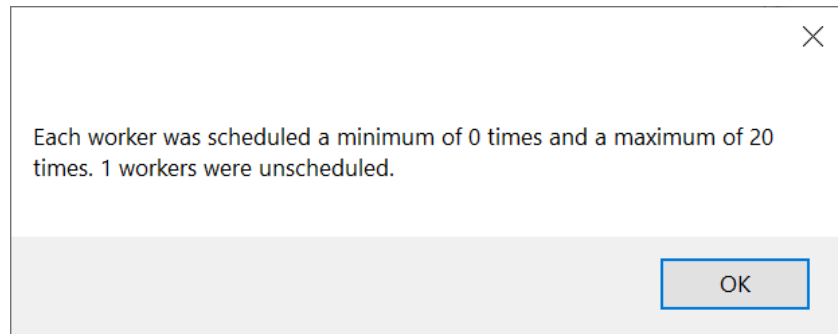 Each worker was scheduled a minimum of 0 times and a maximum of 20
times. 1 workers were unscheduled.
OK